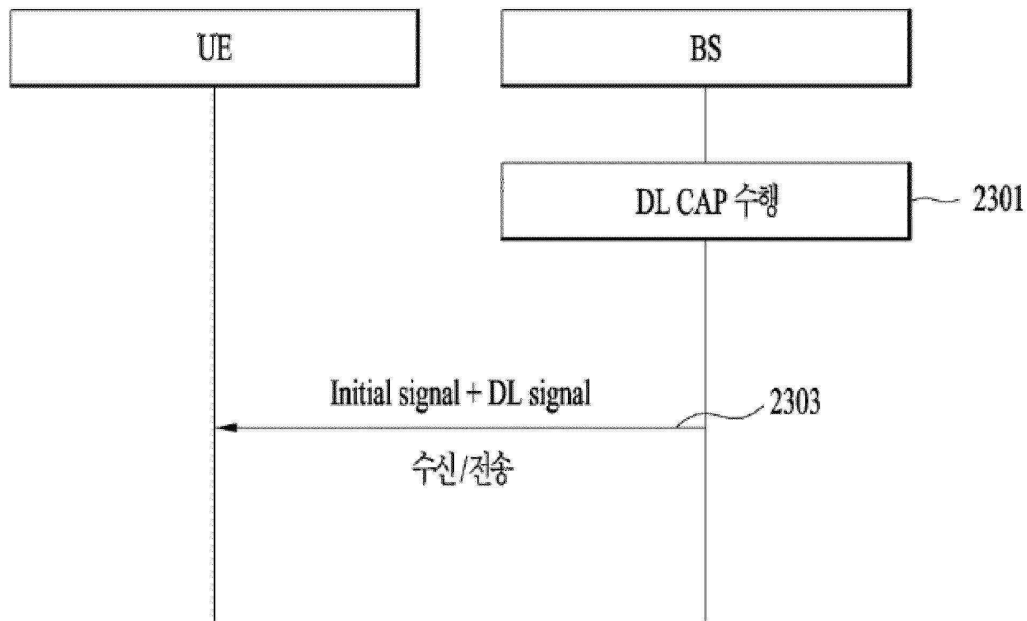 UE
BS
DL CAP 수행
2301
Initial signal + DL signal
2303
수신/전송